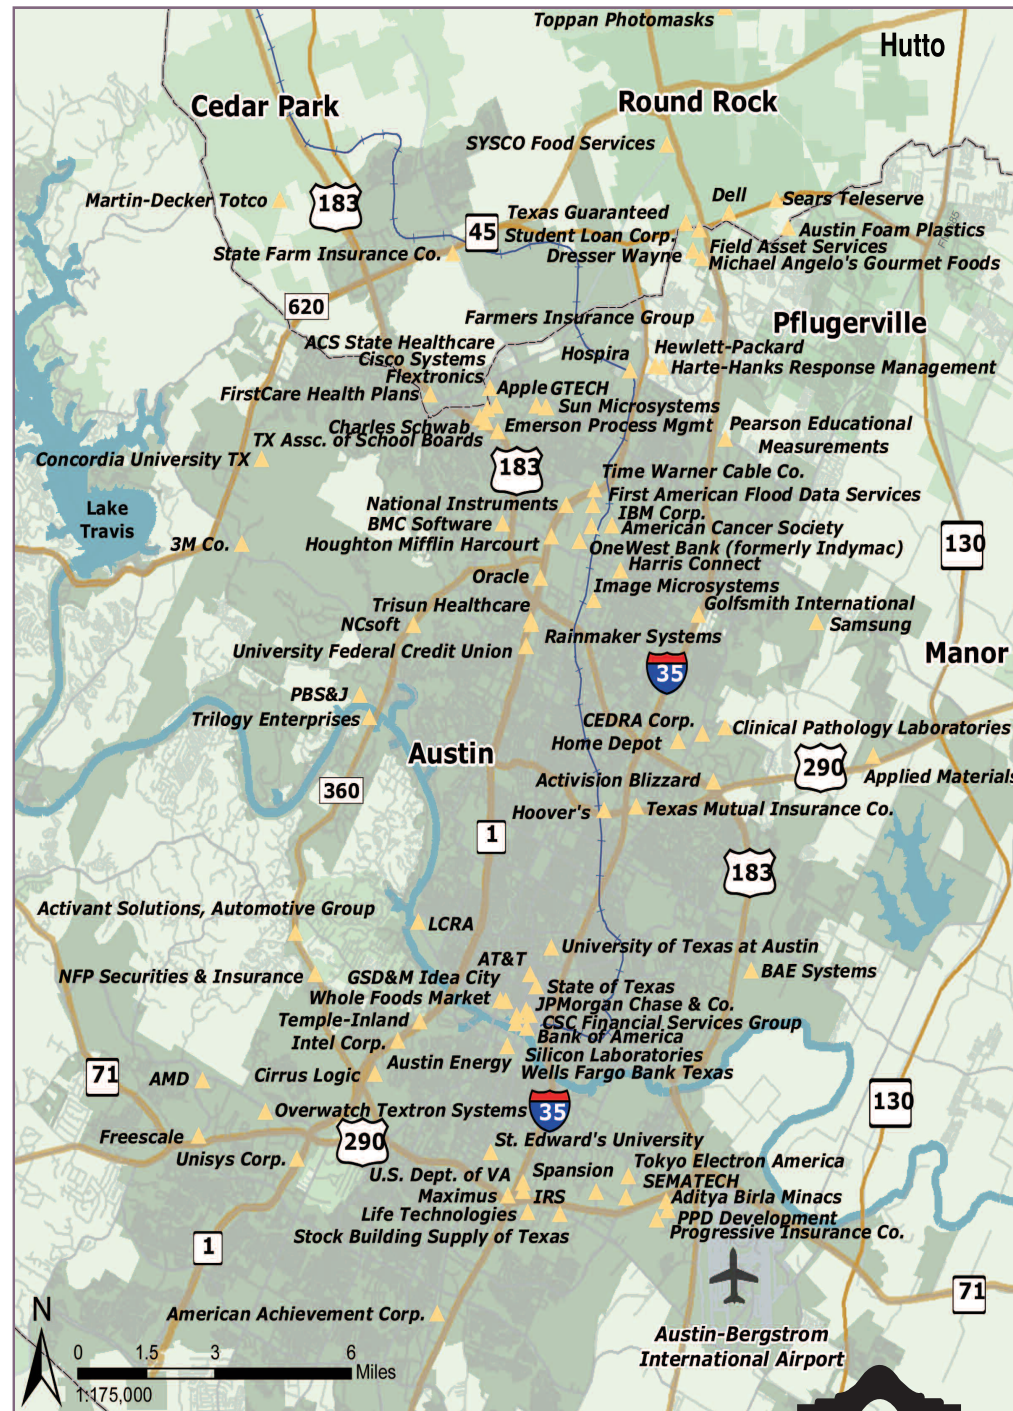 Toppan Photomasks
Hutto
Cedar Park
Round Rock
SYSCO Food Services
Martin-Decker Totco
183
Dell
Sears Teleserve
45
Texas Guaranteed
Student Loan Corp.
Austin Foam Plastics
State Farm Insurance Co.
Dresser Wayne
Field Asset Services
Michael Angelo's Gourmet Foods
620
Farmers Insurance Group
Pflugerville
ACS State Healthcare
Cisco Systems
Flextronics
Hospira
Hewlett-Packard
Harte-Hanks Response Management
FirstCare Health Plans
Apple
GTECH
Sun Microsystems
Charles Schwab
Emerson Process Mgmt
Pearson Educational
Measurements
TX Assc. of School Boards
Concordia University TX
183
Time Warner Cable Co.
Lake
Travis
National Instruments
First American Flood Data Services
IBM Corp.
BMC Software
American Cancer Society
3M Co.
Houghton Mifflin Harcourt
OneWest Bank (formerly Indymac)
130
Harris Connect
Oracle
Image Microsystems
Trisun Healthcare
Golfsmith International
NCsoft
Samsung
Rainmaker Systems
University Federal Credit Union
Manor
35
PBS&J
Trilogy Enterprises
CEDRA Corp.
Clinical Pathology Laboratories
Home Depot
Austin
290
Applied Materials
Activision Blizzard
360
Hoover's
Texas Mutual Insurance Co.
1
183
Activant Solutions, Automotive Group
LCRA
University of Texas at Austin
AT&T
NFP Securities & Insurance
GSD&M Idea City
BAE Systems
State of Texas
Whole Foods Market
JPMorgan Chase & Co.
Temple-Inland
CSC Financial Services Group
Intel Corp.
Bank of America
Austin Energy
Silicon Laboratories
Wells Fargo Bank Texas
71
AMD
Cirrus Logic
130
Overwatch Textron Systems
35
Freescale
290
St. Edward's University
Unisys Corp.
Tokyo Electron America
U.S. Dept. of VA
Spansion
SEMATECH
Maximus
IRS
Aditya Birla Minacs
Life Technologies
PPD Development
Stock Building Supply of Texas
Progressive Insurance Co.
1
71
American Achievement Corp.
N
Austin-Bergstrom
International Airport
0 1.5 3 6
Miles
1:175,000